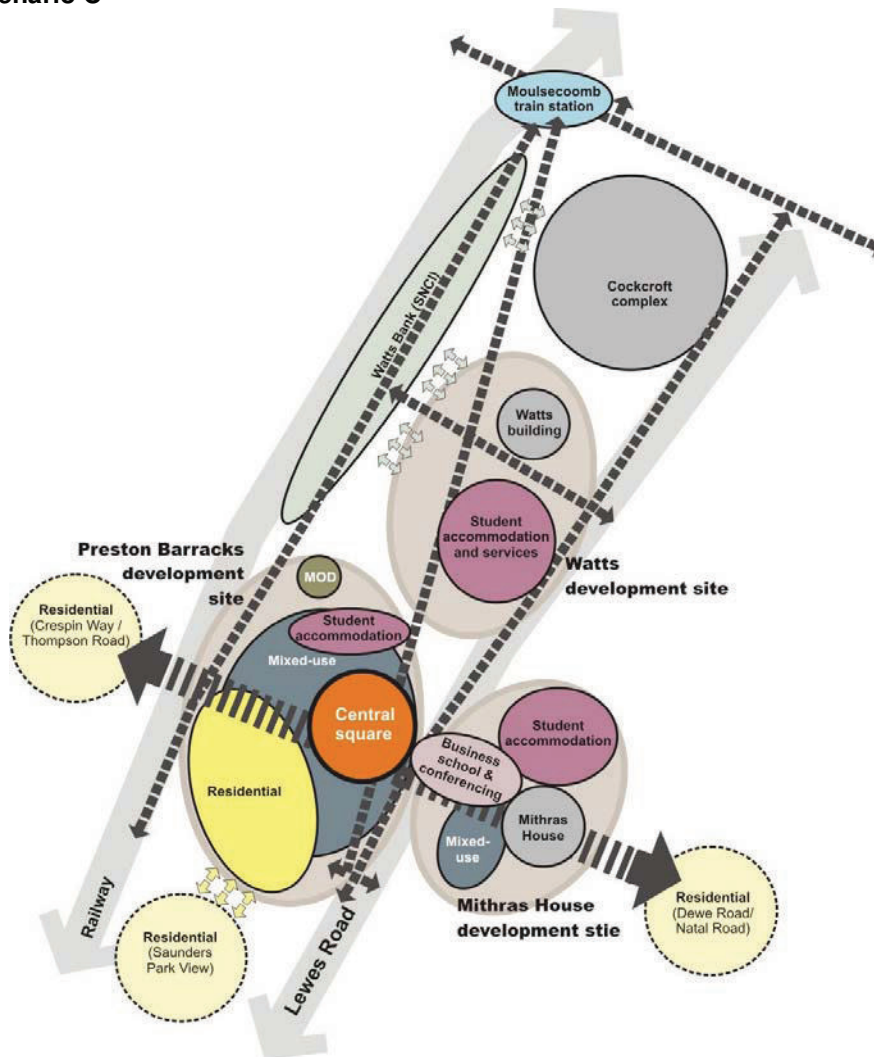 Moulsecoomb
train station
Cockcroft
complex
Watts Bank (SNCI)
Watts
building
Student
accommodation
and services
Preston Barracks
development
site
Watts
development site
MOD
Residential
(Crespin Way /
Thompson Road)
Student
accommodation
Mixed-use
Central
square
Student
accommodation
Business
school &
conferencing
Residential
Mithras
House
Mixed-
use
Railway
Mithras House
development stie
Residential
(Dewe Road/
Natal Road)
Residential
(Saunders
Park View)
Lewes Road